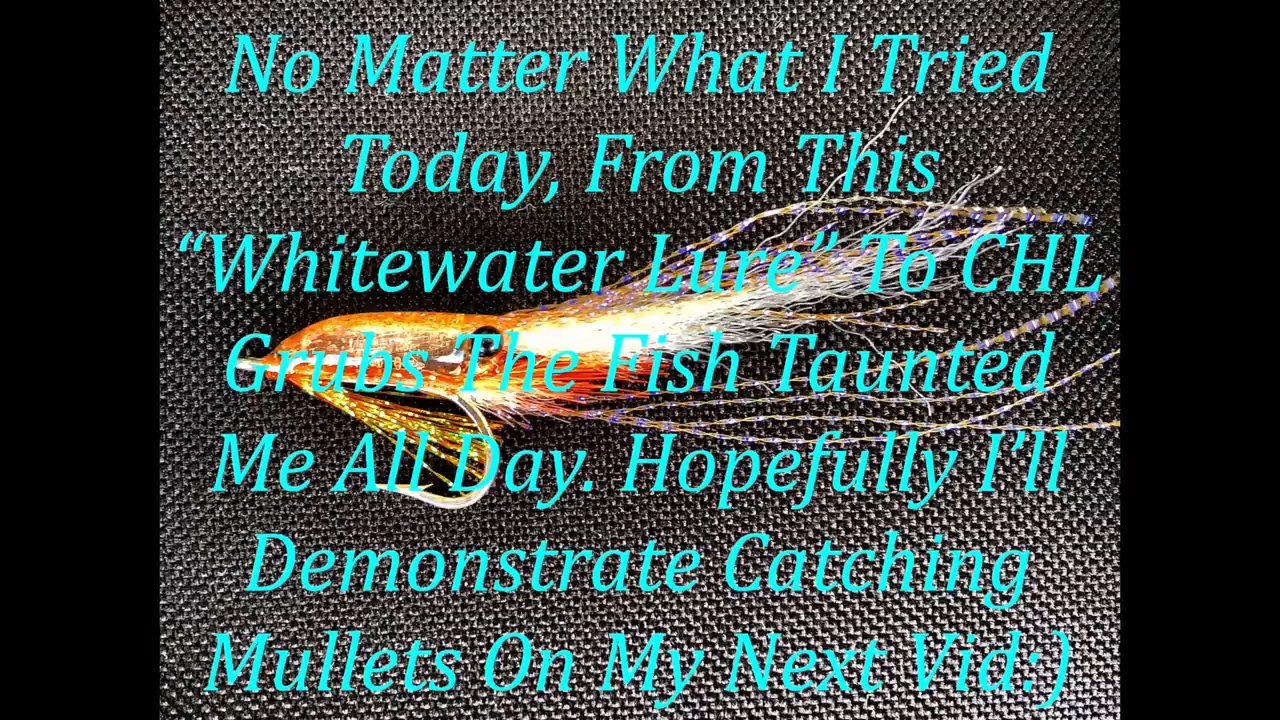 No Matter What I Tried
Today, From This
“Whitewater Lure” To CHL
Grubs The Fish Taunted
Me All Day. Hopefully I’ll
Demonstrate Catching
Mullets On My Next Vid:)